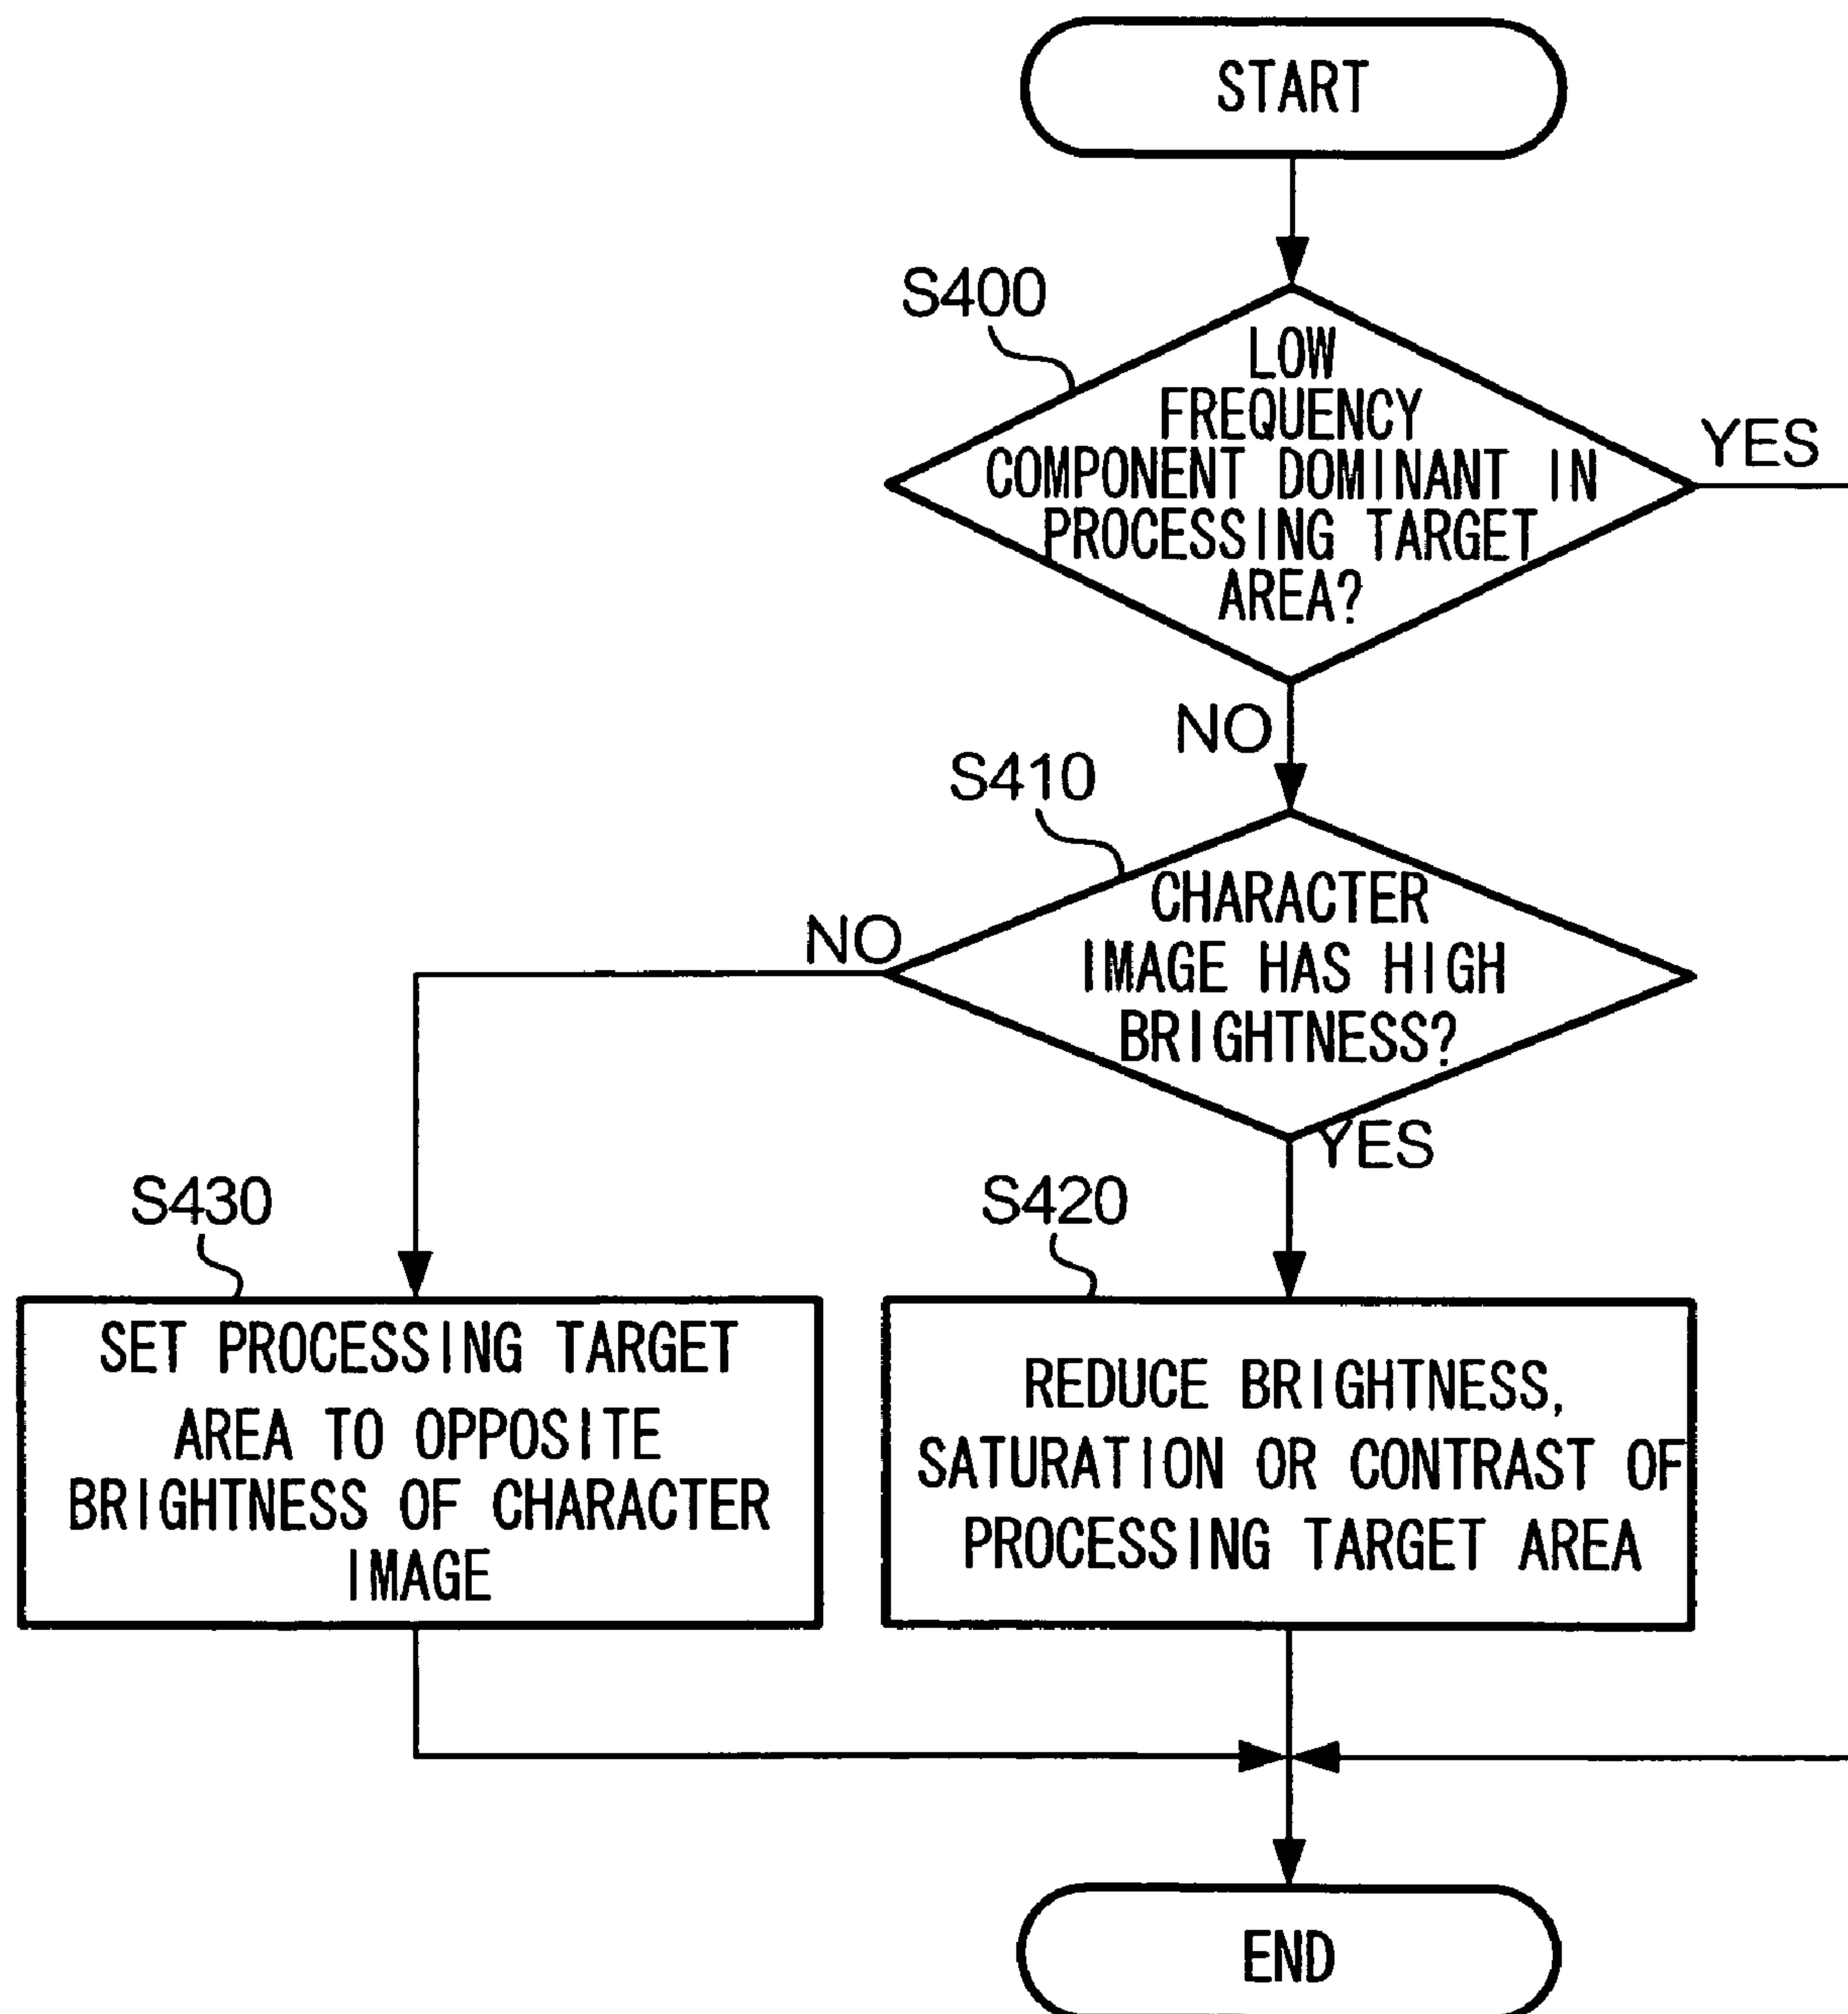 START
S400
LOW
FREQUENCY
COMPONENT DOMINANT IN
PROCESSING TARGET
AREA?
YES
NO
S410
CHARACTER
IMAGE HAS HIGH
BRIGHTNESS?
NO
YES
S430
SET PROCESSING TARGET
AREA TO OPPOSITE
BRIGHTNESS OF CHARACTER
IMAGE
S420
REDUCE BRIGHTNESS,
SATURATION OR CONTRAST OF
PROCESSING TARGET AREA
END